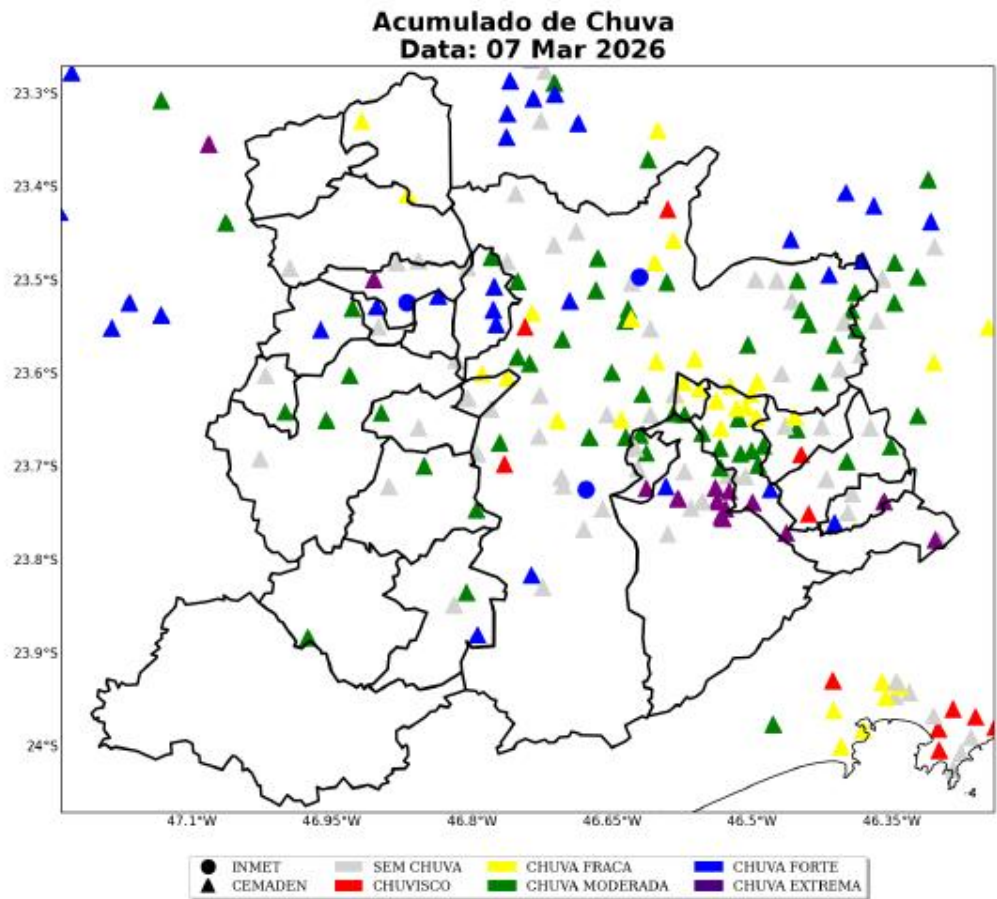 Acumulado de Chuva
Data: 07 Mar 2026
23.3°S
23.4°S
23.5°S
23.6°S
23.7°S
23.8°S
23.9°S
24°S
-4
47.1°W 46.95°W 46.8°W 46.65°W 46.5°W 46.35°W
INMET SEM CHUVA CHUVA FRACA CHUVA FORTE
CEMADEN CHUVISCO CHUVA MODERADA CHUVA EXTREMA